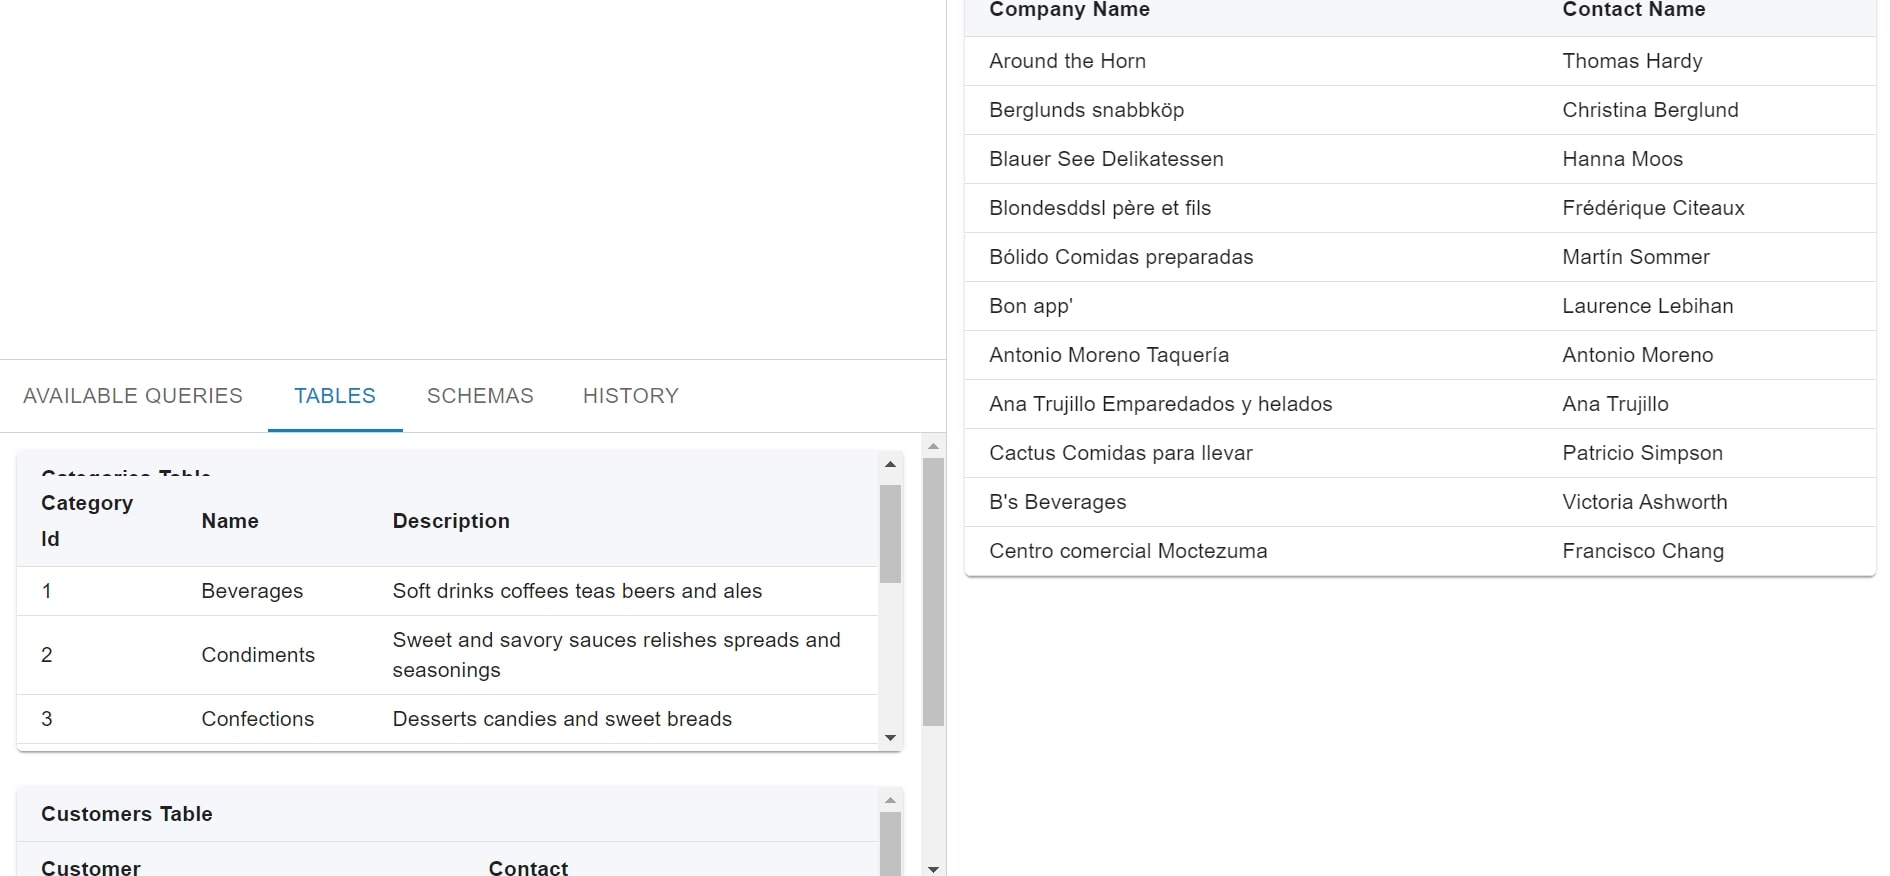 AVAILABLE QUERIES TABLES SCHEMAS HISTORY
Categories Table
Category
Id
Name
Description
1 Beverages Soft drinks coffees teas beers and ales
2 Condiments Sweet and savory sauces relishes spreads and
seasonings
3 Confections Desserts candies and sweet breads
Customers Table
Customer Contact
Company Name Contact Name
Around the Horn Thomas Hardy
Berglunds snabbköp Christina Berglund
Blauer See Delikatessen Hanna Moos
Blondesddsl père et fils Frédérique Citeaux
Bólido Comidas preparadas Martín Sommer
Bon app' Laurence Lebihan
Antonio Moreno Taquería Antonio Moreno
Ana Trujillo Emparedados y helados Ana Trujillo
Cactus Comidas para llevar Patricio Simpson
B's Beverages Victoria Ashworth
Centro comercial Moctezuma Francisco Chang